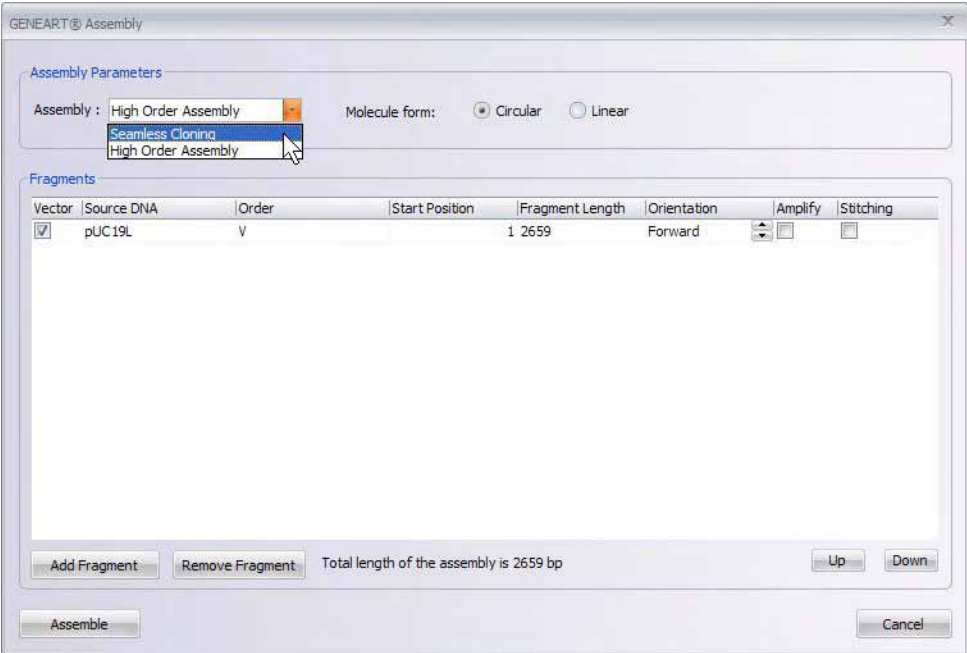 GENEART® Assembly
Assembly Parameters
Assembly : High Order Assembly Molecule form: Circular Linear
Seamless Cloning
High Order Assembly
Fragments
Vector Source DNA Order Start Position Fragment Length Orientation Amplify Stitching
pUC19L V 1 2659 Forward
Add Fragment Remove Fragment Total length of the assembly is 2659 bp Up Down
Assemble Cancel